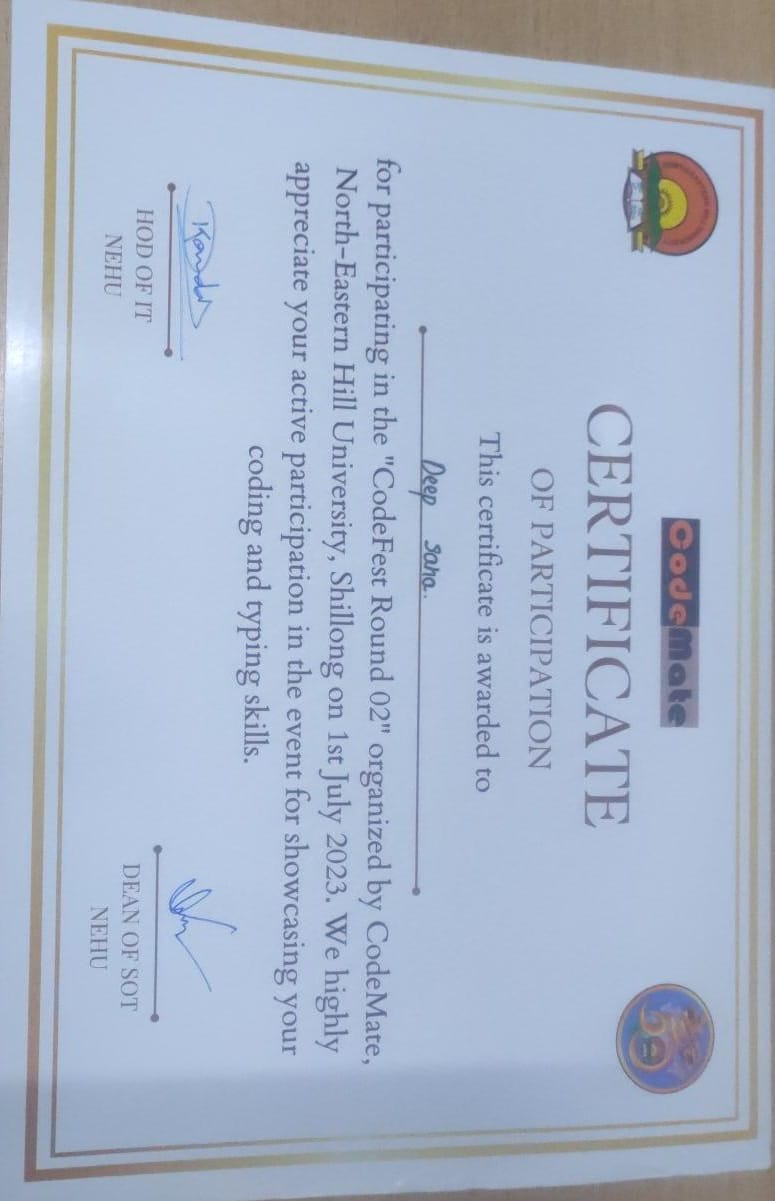 CodeMate
CERTIFICATE
OF PARTICIPATION
This certificate is awarded to
Deep Saha.
for participating in the "CodeFest Round 02" organized by CodeMate,
North-Eastern Hill University, Shillong on 1st July 2023. We highly
appreciate your active participation in the event for showcasing your
coding and typing skills.
HOD OF IT
NEHU
DEAN OF SOT
NEHU